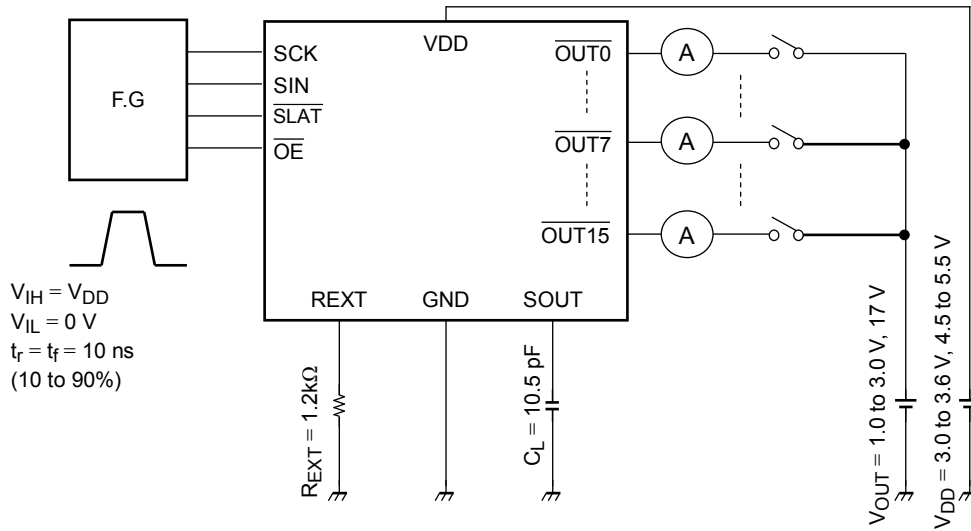 F.G
SCK
SIN
SLAT
OE
VDD
OUT0
OUT7
OUT15
A
A
A
REXT
GND
SOUT
VIH = VDD
VIL = 0 V
tr = tf = 10 ns
(10 to 90%)
REXT = 1.2kΩ
CL = 10.5 pF
VOUT = 1.0 to 3.0 V, 17 V
VDD = 3.0 to 3.6 V, 4.5 to 5.5 V